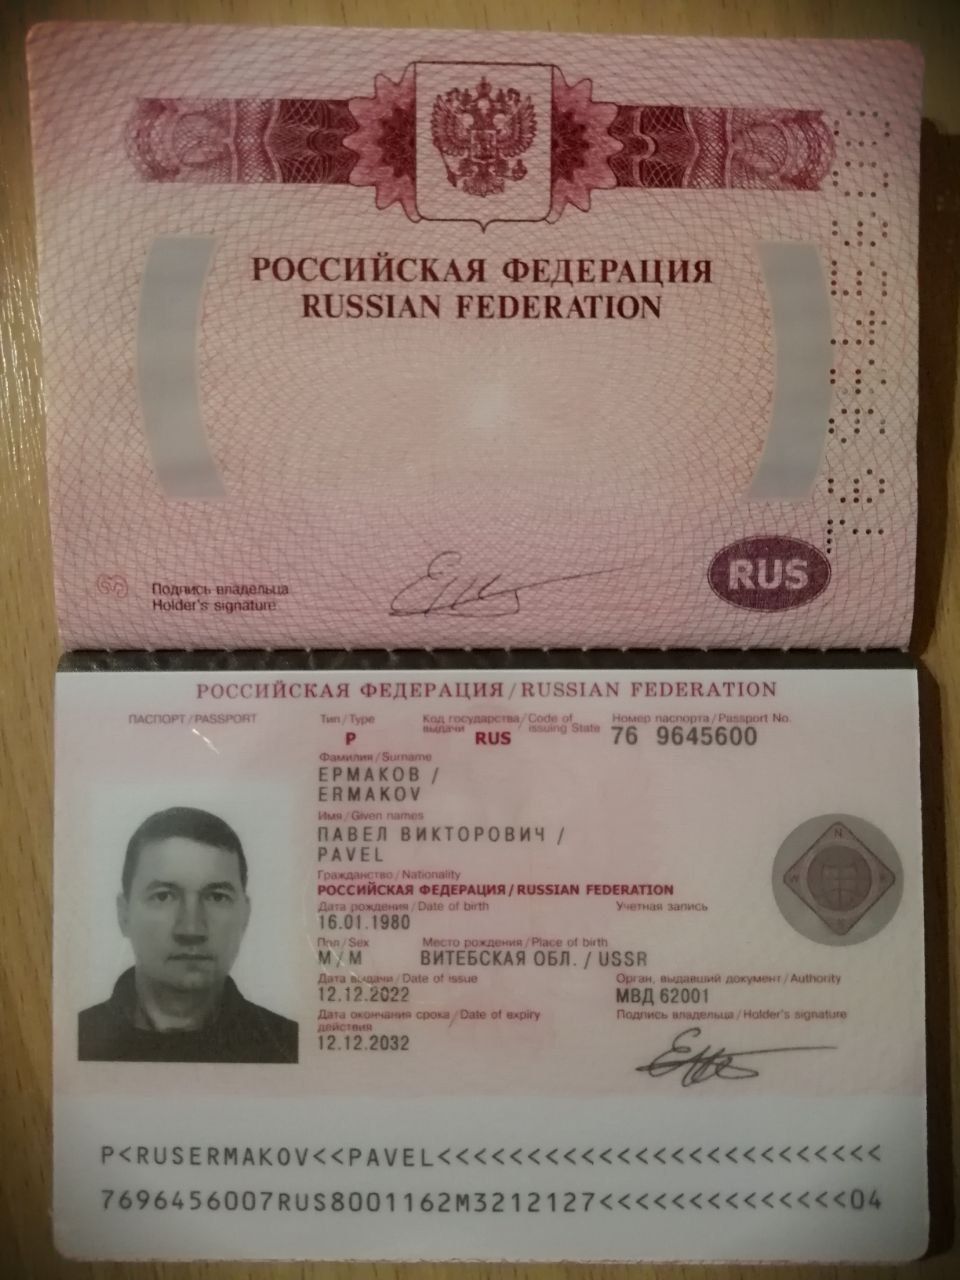 РОССИЙСКАЯ ФЕДЕРАЦИЯ
RUSSIAN FEDERATION
Подпись владельца
Holder's signature
RUS
РОССИЙСКАЯ ФЕДЕРАЦИЯ / RUSSIAN FEDERATION
ПАСПОРТ / PASSPORT
Тип / Type
P
Код государства / Code of
выдачи issuing State
RUS
Номер паспорта / Passport No.
76 9645600
Фамилия / Surname
ЕРМАКОВ /
ERMAKOV
Имя / Given names
ПАВЕЛ ВИКТОРОВИЧ /
PAVEL
Гражданство / Nationality
РОССИЙСКАЯ ФЕДЕРАЦИЯ / RUSSIAN FEDERATION
Дата рождения / Date of birth
16.01.1980
Учетная запись
Пол / Sex
М / M
Место рождения / Place of birth
ВИТЕБСКАЯ ОБЛ. / USSR
Дата выдачи / Date of issue
12.12.2022
Орган, выдавший документ / Authority
МВД 62001
Дата окончания срока / Date of expiry
действия
12.12.2032
Подпись владельца / Holder's signature
P<RUSERMAKOV<<PAVEL<<<<<<<<<<<<<<<<<<<<<<<<<
7696456007RUS8001162M3212127<<<<<<<<<<<<<<04